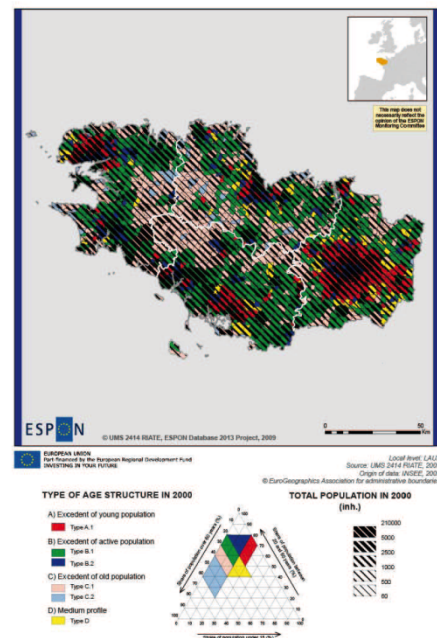 This map does not
necessarily reflect the
opinion of the ESPON
Monitoring Committee
ESPON
© UMS 2414 RIATE, ESPON Database 2013 Project, 2009
0
50
Km
EUROPEAN UNION
Part-financed by the European Regional Development Fund
INVESTING IN YOUR FUTURE
Local level: LAU
Source: UMS 2414 RIATE, 200
Origin of data: INSEE, 200
© EuroGeographics Association for administrative boundarie
TYPE OF AGE STRUCTURE IN 2000
A) Excedent of young population
Type A.1
B) Excedent of active population
Type B.1
Type B.2
C) Excedent of old population
Type C.1
Type C.2
D) Medium profile
Type D
TOTAL POPULATION IN 2000
(inh.)
210000
5000
2500
1000
500
80